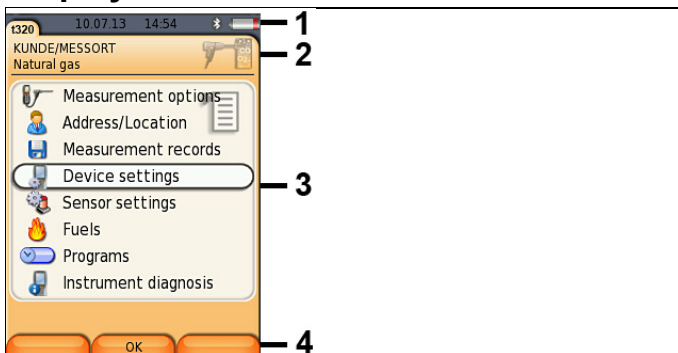 t320 10.07.13 14:54 1
KUNDE/MESSORT 2
Natural gas
Measurement options
Address/Location
Measurement records
Device settings 3
Sensor settings
Fuels
Programs
Instrument diagnosis
OK 4